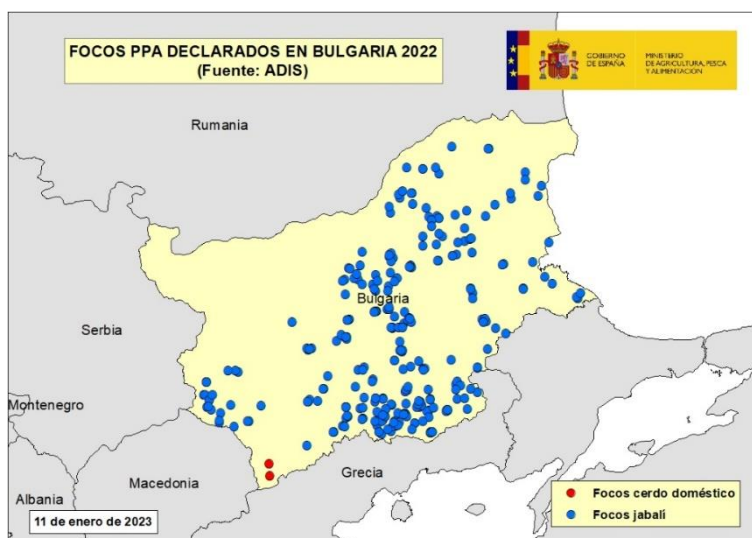 FOCOS PPA DECLARADOS EN BULGARIA 2022
(Fuente: ADIS)
GOBIERNO
DE ESPAÑA
MINISTERIO
DE AGRICULTURA, PESCA
Y ALIMENTACIÓN
Rumania
Bulgaria
Serbia
Montenegro
Macedonia
Grecia
Albania
11 de enero de 2023
Focos cerdo doméstico
Focos jabalí